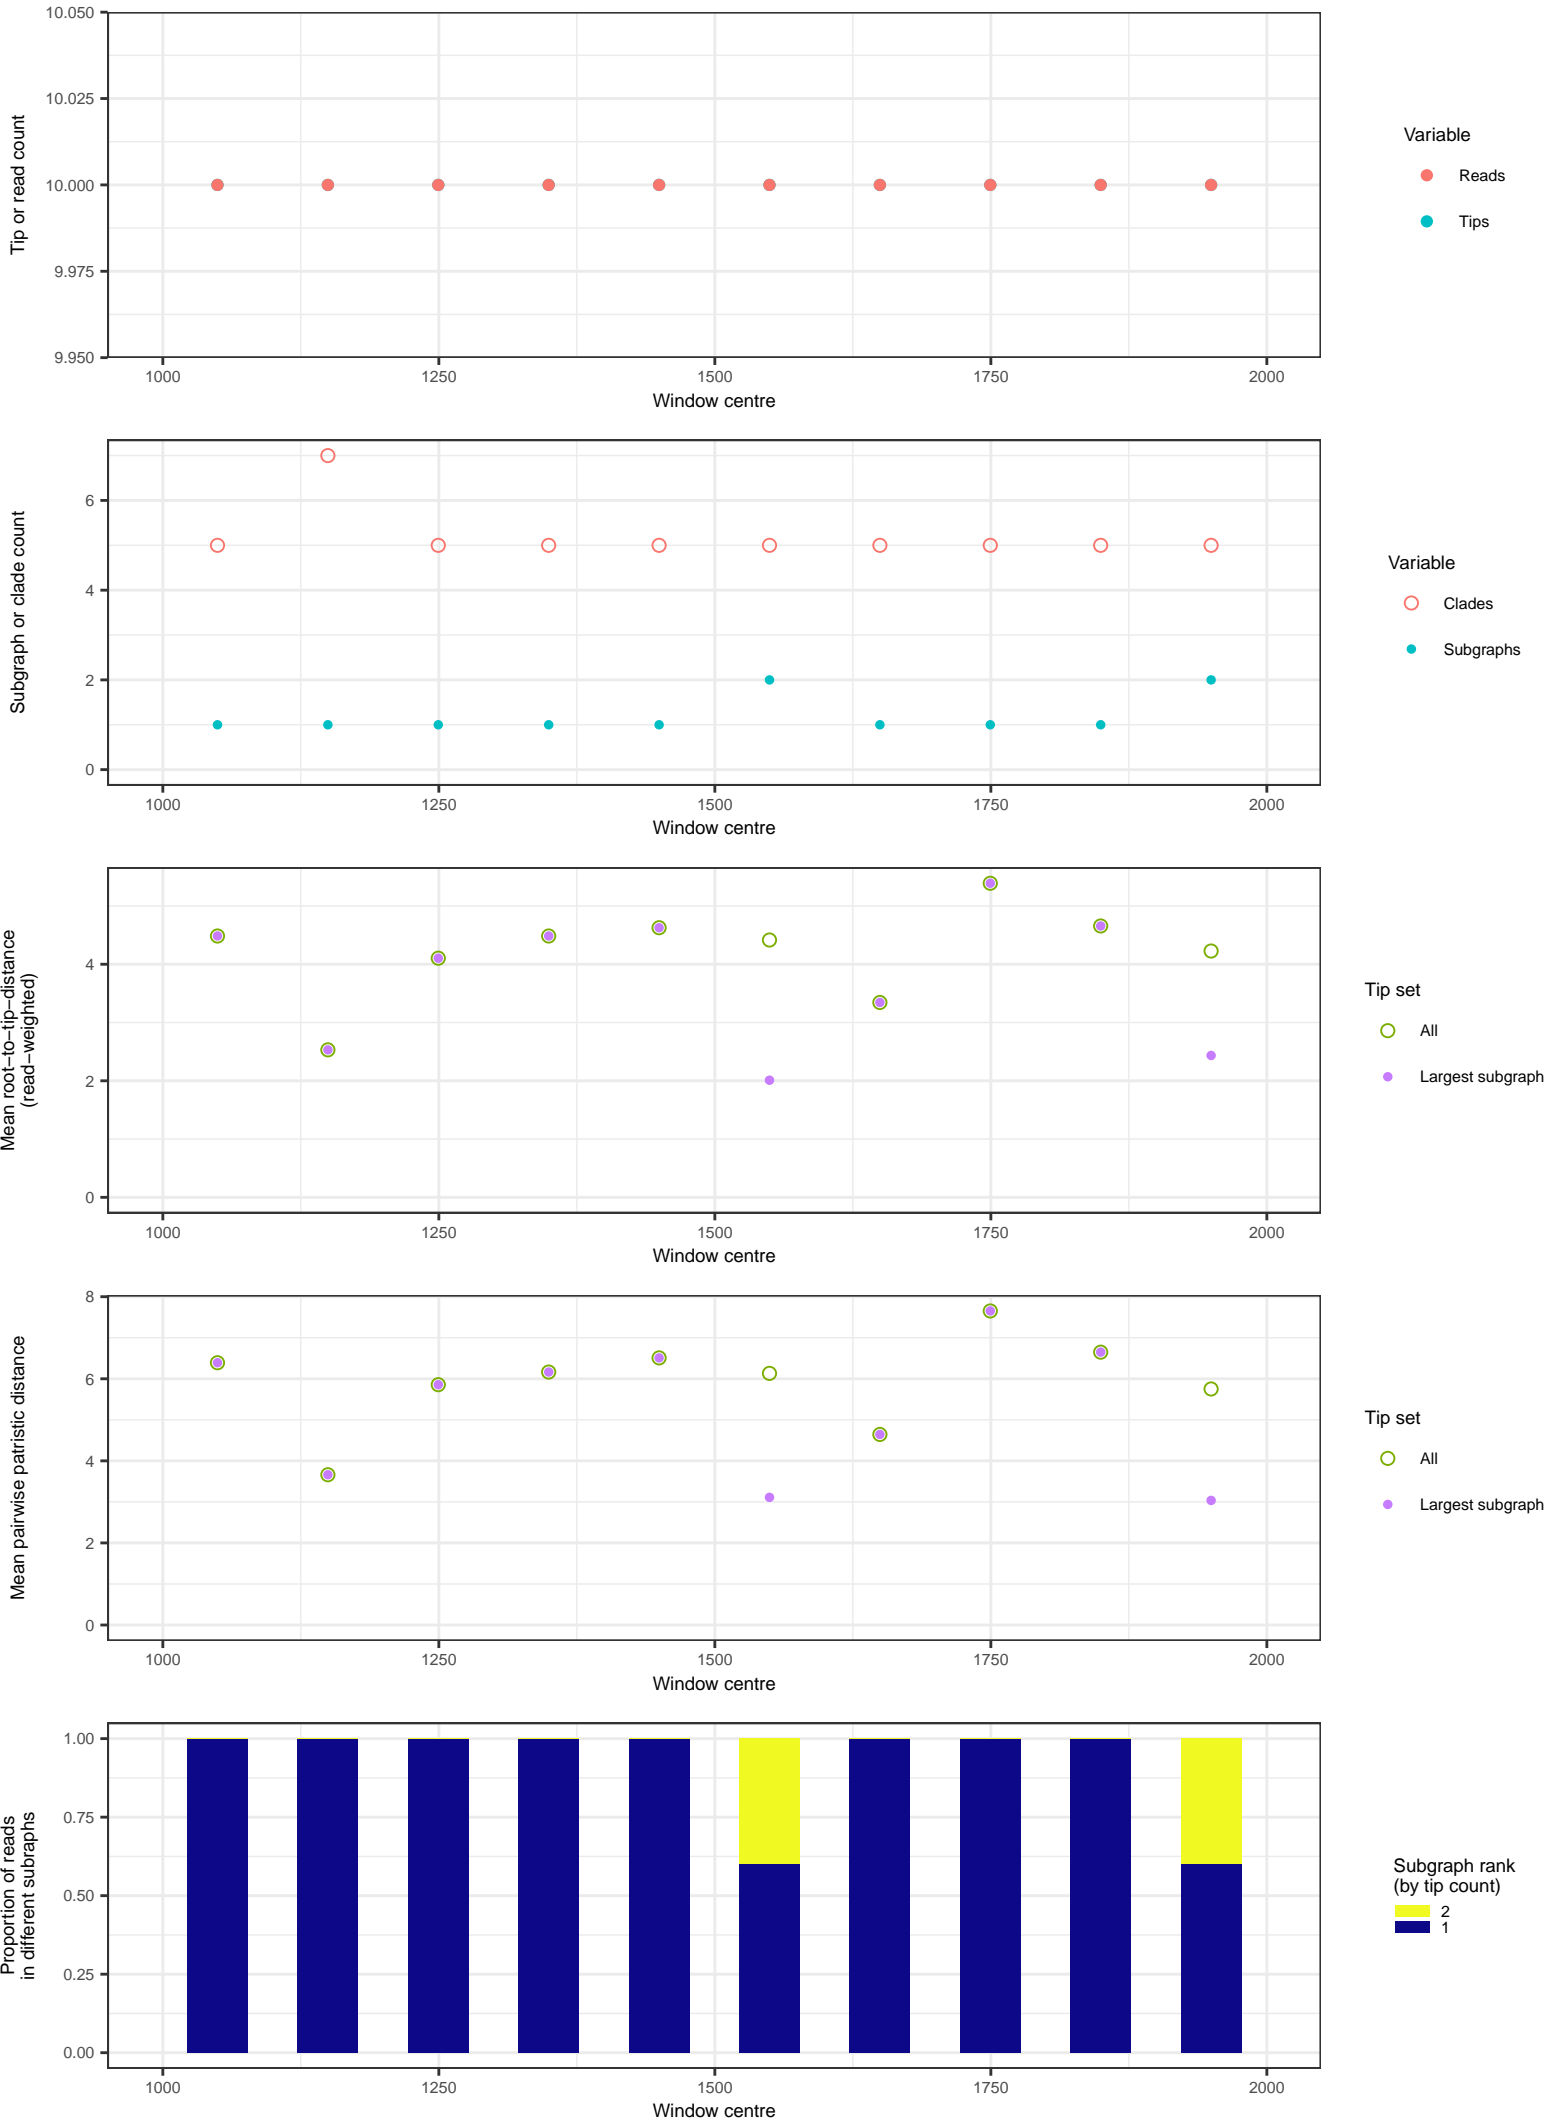 10.050
10.025
10.000
9.975
9.950
Tip or read count
1000 1250 1500 1750 2000
Window centre
Variable
Reads
Tips
6
4
2
0
Subgraph or clade count
1000 1250 1500 1750 2000
Window centre
Variable
Clades
Subgraphs
4
2
0
Mean root−to−tip−distance
(read−weighted)
1000 1250 1500 1750 2000
Window centre
Tip set
All
Largest subgraph
8
6
4
2
0
Mean pairwise patristic distance
1000 1250 1500 1750 2000
Window centre
Tip set
All
Largest subgraph
1.00
0.75
0.50
0.25
0.00
Proportion of reads
in different subraphs
1000 1250 1500 1750 2000
Window centre
Subgraph rank
(by tip count)
2
1